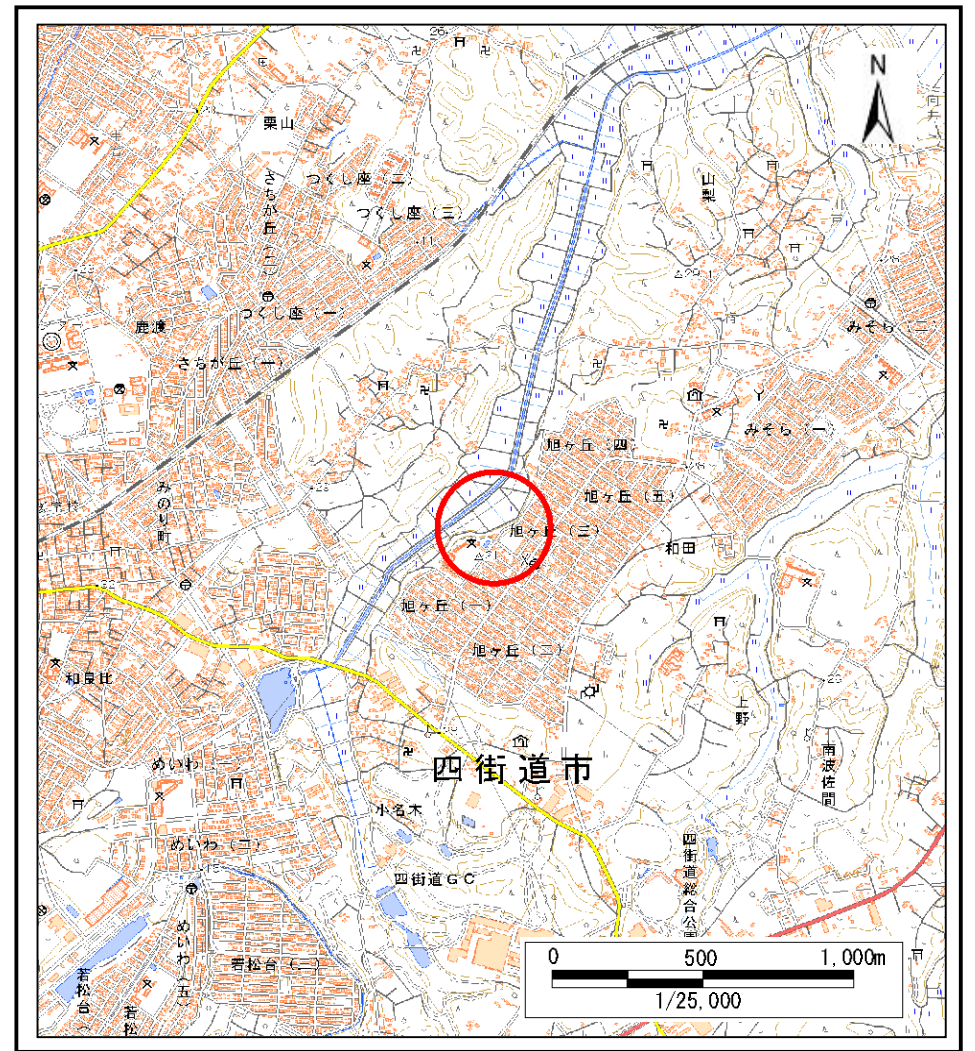 26
N
栗山
つくし座（二）
さちが丘（二）
つくし座（三）
山梨
鹿渡
つくし座（一）
さちが丘（一）
みそら（二）
みそら（一）
旭ヶ丘（四）
旭ヶ丘（五）
みのり町
旭ヶ丘（三）
和田
旭ヶ丘（一）
旭ヶ丘（二）
和良比
上野
南波佐間
四街道市
めいわ（一）
小名木
めいわ（二）
四街道総合公園
四街道GC
めいわ（五）
若松台（三）
若松台
若松
0 500 1,000m
1/25,000